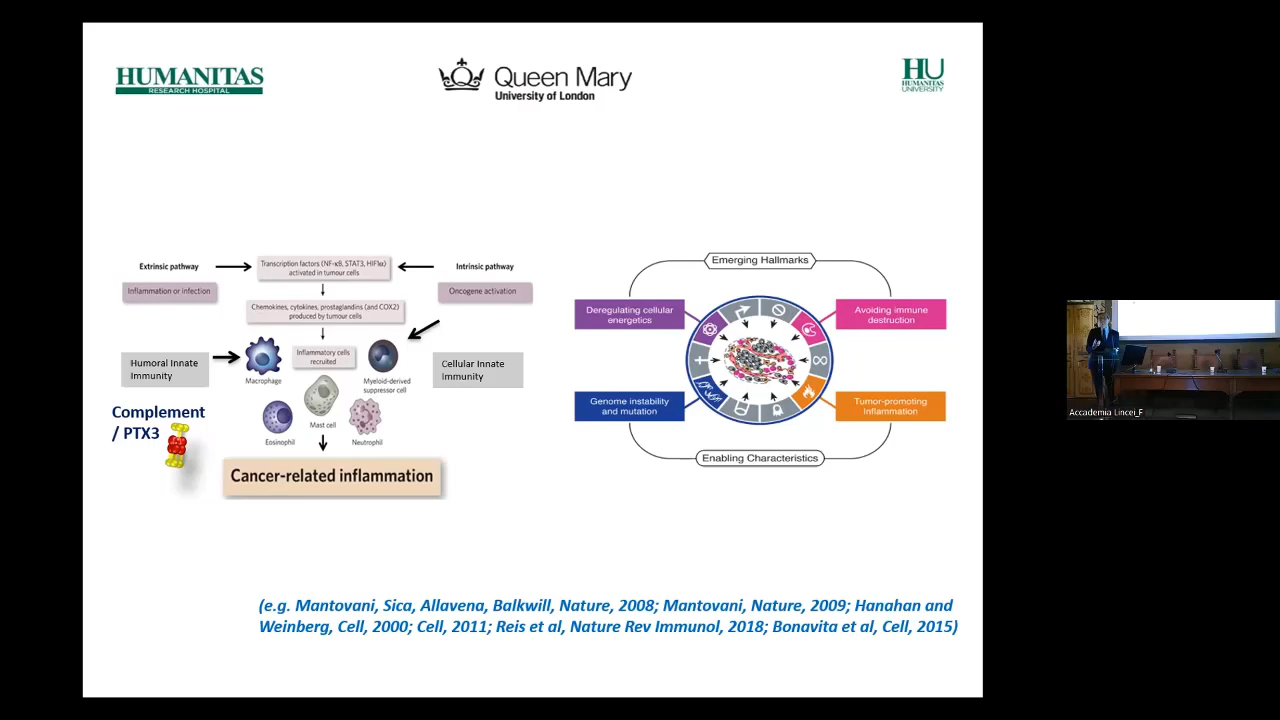 HUMANITAS
RESEARCH HOSPITAL
Queen Mary
University of London
HU
HUMANITAS
UNIVERSITY
Extrinsic pathway
Transcription factors (NF-κB, STAT3, HIF1α)
activated in tumour cells
Intrinsic pathway
Inflammation or infection
Oncogene activation
Chemokines, cytokines, prostaglandins (and COX2)
produced by tumour cells
Humoral Innate
Immunity
Inflammatory cells
recruited
Cellular Innate
Immunity
Macrophage
Myeloid-derived
suppressor cell
Complement
/ PTX3
Mast cell
Eosinophil
Neutrophil
Cancer-related inflammation
Emerging Hallmarks
Deregulating cellular
energetics
Avoiding immune
destruction
Genome instability
and mutation
Tumor-promoting
Inflammation
Enabling Characteristics
(e.g. Mantovani, Sica, Allavena, Balkwill, Nature, 2008; Mantovani, Nature, 2009; Hanahan and
Weinberg, Cell, 2000; Cell, 2011; Reis et al, Nature Rev Immunol, 2018; Bonavita et al, Cell, 2015)
Accademia Lincei_F